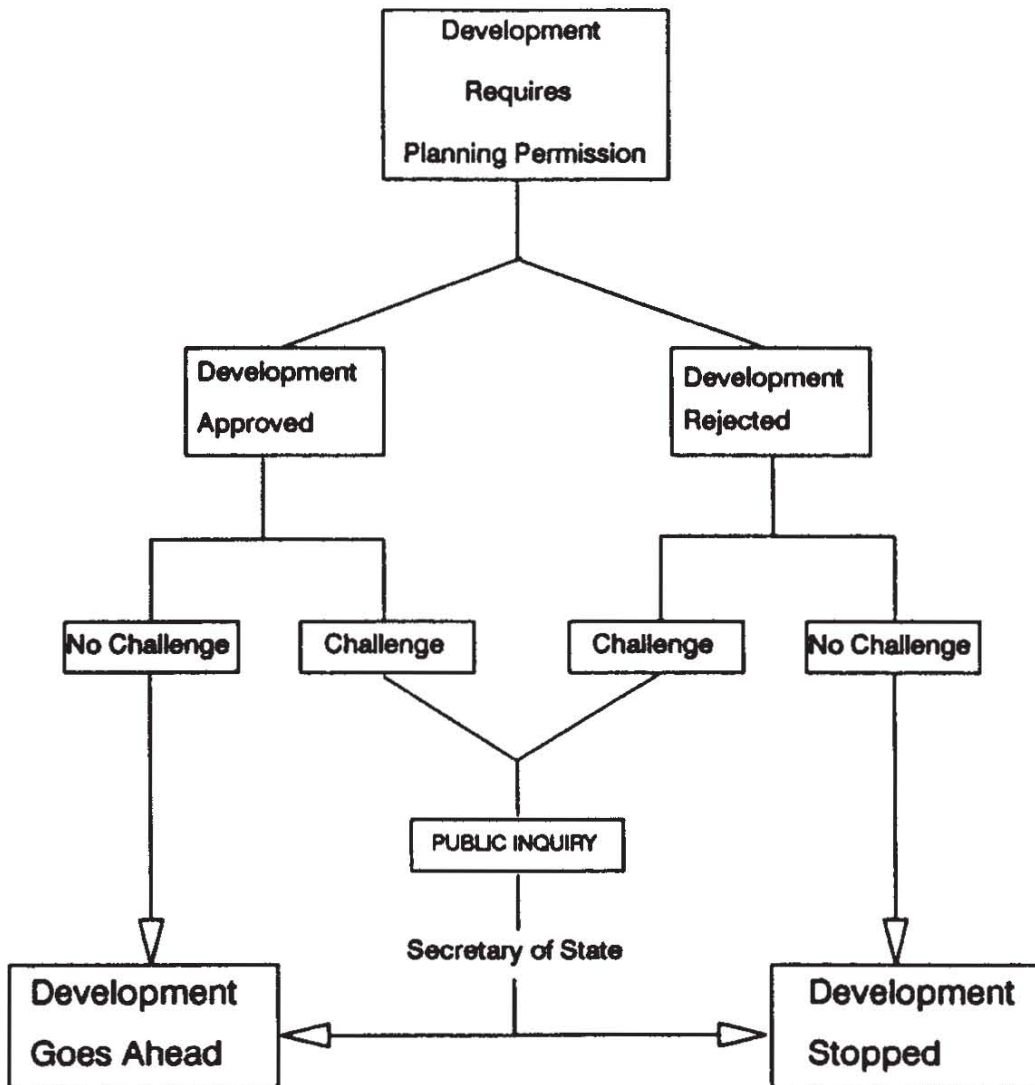 Development
Requires
Planning Permission
Development
Approved
Development
Rejected
No Challenge
Challenge
Challenge
No Challenge
PUBLIC INQUIRY
Secretary of State
Development
Goes Ahead
Development
Stopped